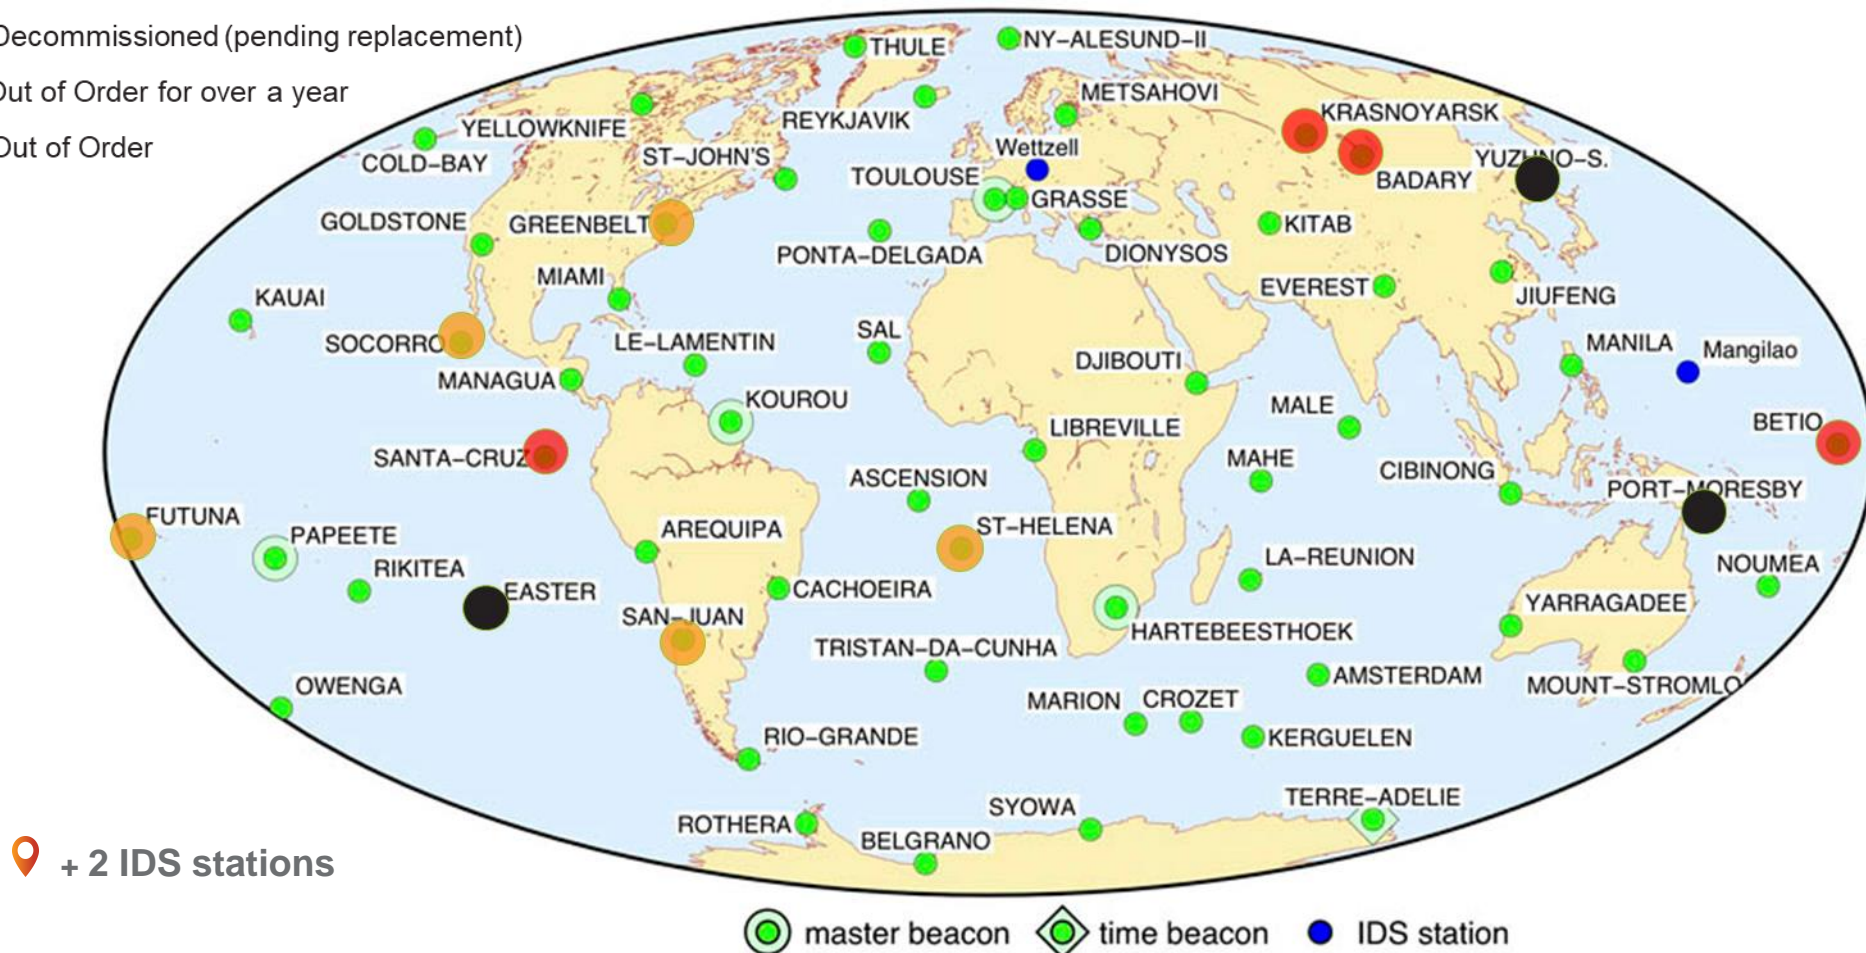 Decommissioned (pending replacement)
Out of Order for over a year
Out of Order
THULE
NY-ALESUND-II
METSAHOVI
REYKJAVIK
KRASNOYARSK
YELLOWKNIFE
COLD-BAY
ST-JOHN'S
Wettzell
TOULOUSE
GRASSE
BADARY
YUZHNO-S.
GOLDSTONE
GREENBELT
PONTA-DELGADA
DIONYSOS
KITAB
MIAMI
EVEREST
JIUFENG
KAUAI
SOCORRO
LE-LAMENTIN
SAL
DJIBOUTI
MANILA
Mangilao
MANAGUA
KOUROU
MALE
LIBREVILLE
BETIO
SANTA-CRUZ
ASCENSION
MAHE
CIBINONG
PORT-MORESBY
FUTUNA
PAPEETE
AREQUIPA
ST-HELENA
LA-REUNION
NOUMEA
RIKITEA
EASTER
CACHOEIRA
YARRAGADEE
SAN-JUAN
HARTEBEESTHOEK
TRISTAN-DA-CUNHA
AMSTERDAM
MOUNT-STROMLO
OWENGA
MARION
CROZET
RIO-GRANDE
KERGUELEN
SYOWA
TERRE-ADELIE
ROTHERA
BELGRANO
+ 2 IDS stations
master beacon
time beacon
IDS station